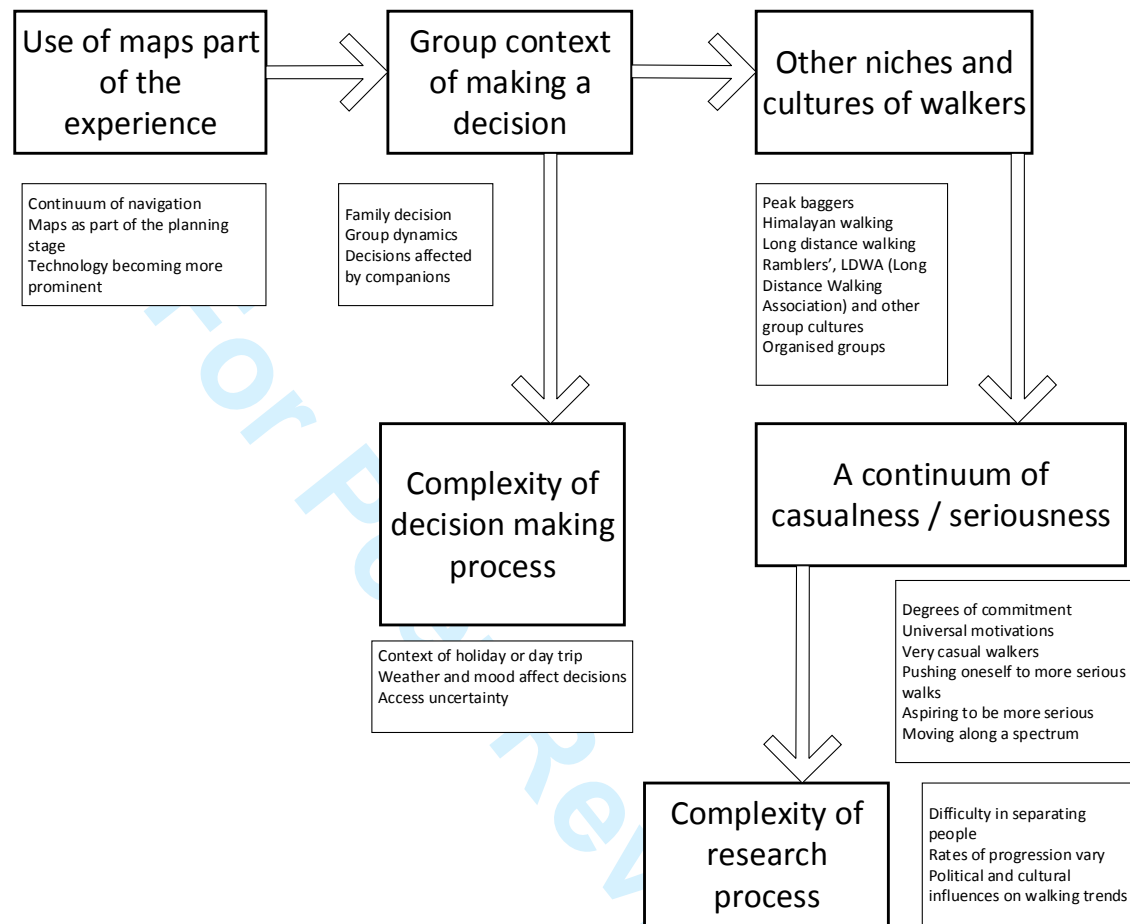 Use of maps part
of the
experience
Group context
of making a
decision
Other niches and
cultures of walkers
Continuum of navigation
Maps as part of the planning
stage
Technology becoming more
prominent
Family decision
Group dynamics
Decisions affected
by companions
Peak baggers
Himalayan walking
Long distance walking
Ramblers’, LDWA (Long
Distance Walking
Association) and other
group cultures
Organised groups
Complexity of
decision making
process
A continuum of
casualness / seriousness
Context of holiday or day trip
Weather and mood affect decisions
Access uncertainty
Degrees of commitment
Universal motivations
Very casual walkers
Pushing oneself to more serious
walks
Aspiring to be more serious
Moving along a spectrum
Complexity of
research
process
Difficulty in separating
people
Rates of progression vary
Political and cultural
influences on walking trends
For